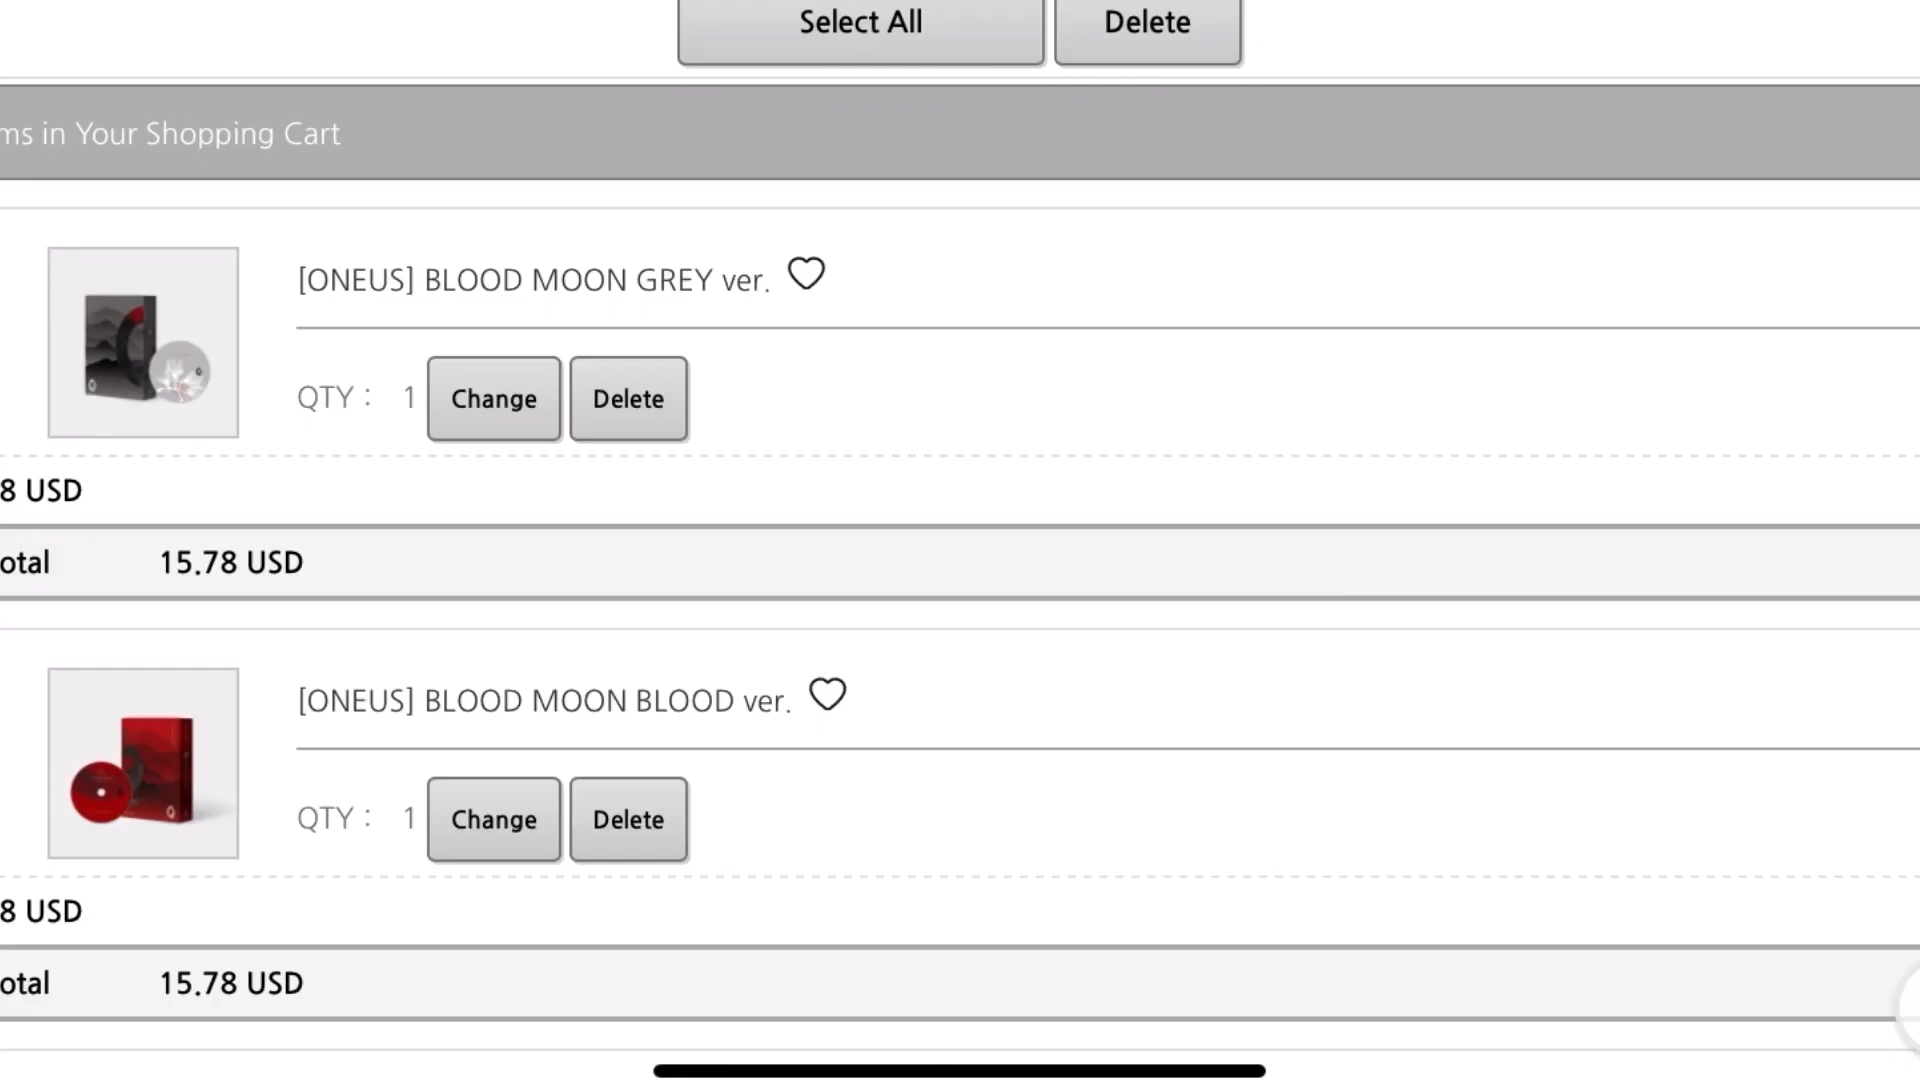 Select All
Delete
ms in Your Shopping Cart
[ONEUS] BLOOD MOON GREY ver.
QTY : 1 Change Delete
8 USD
otal 15.78 USD
[ONEUS] BLOOD MOON BLOOD ver.
QTY : 1 Change Delete
8 USD
otal 15.78 USD